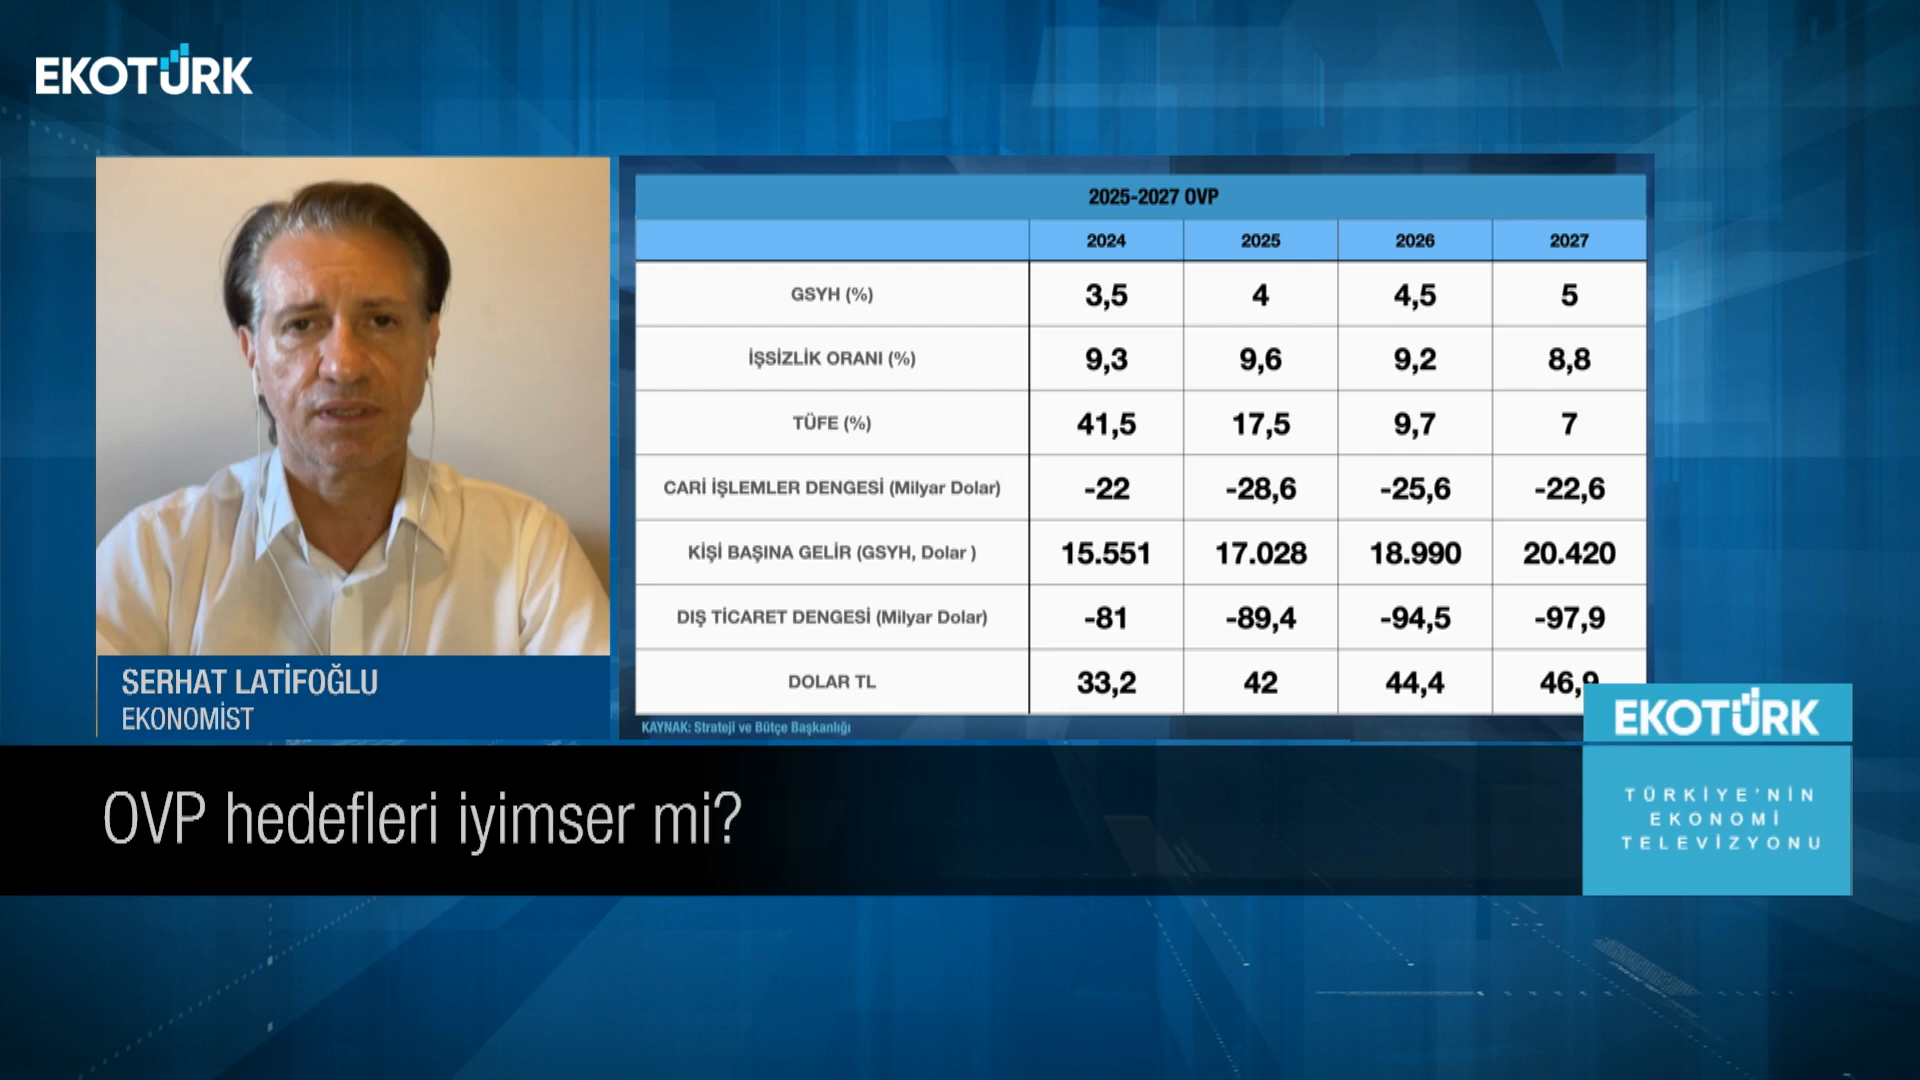 EKOTÜRK
2025-2027 OVP
2024 2025 2026 2027
GSYH (%) 3,5 4 4,5 5
İŞSİZLİK ORANI (%) 9,3 9,6 9,2 8,8
TÜFE (%) 41,5 17,5 9,7 7
CARİ İŞLEMLER DENGESİ (Milyar Dolar) -22 -28,6 -25,6 -22,6
KİŞİ BAŞINA GELİR (GSYH, Dolar ) 15.551 17.028 18.990 20.420
DIŞ TİCARET DENGESİ (Milyar Dolar) -81 -89,4 -94,5 -97,9
DOLAR TL 33,2 42 44,4 46,9
KAYNAK: Strateji ve Bütçe Başkanlığı
SERHAT LATİFOĞLU
EKONOMİST
OVP hedefleri iyimser mi?
EKOTÜRK
TÜRKİYE'NİN
EKONOMİ
TELEVİZYONU